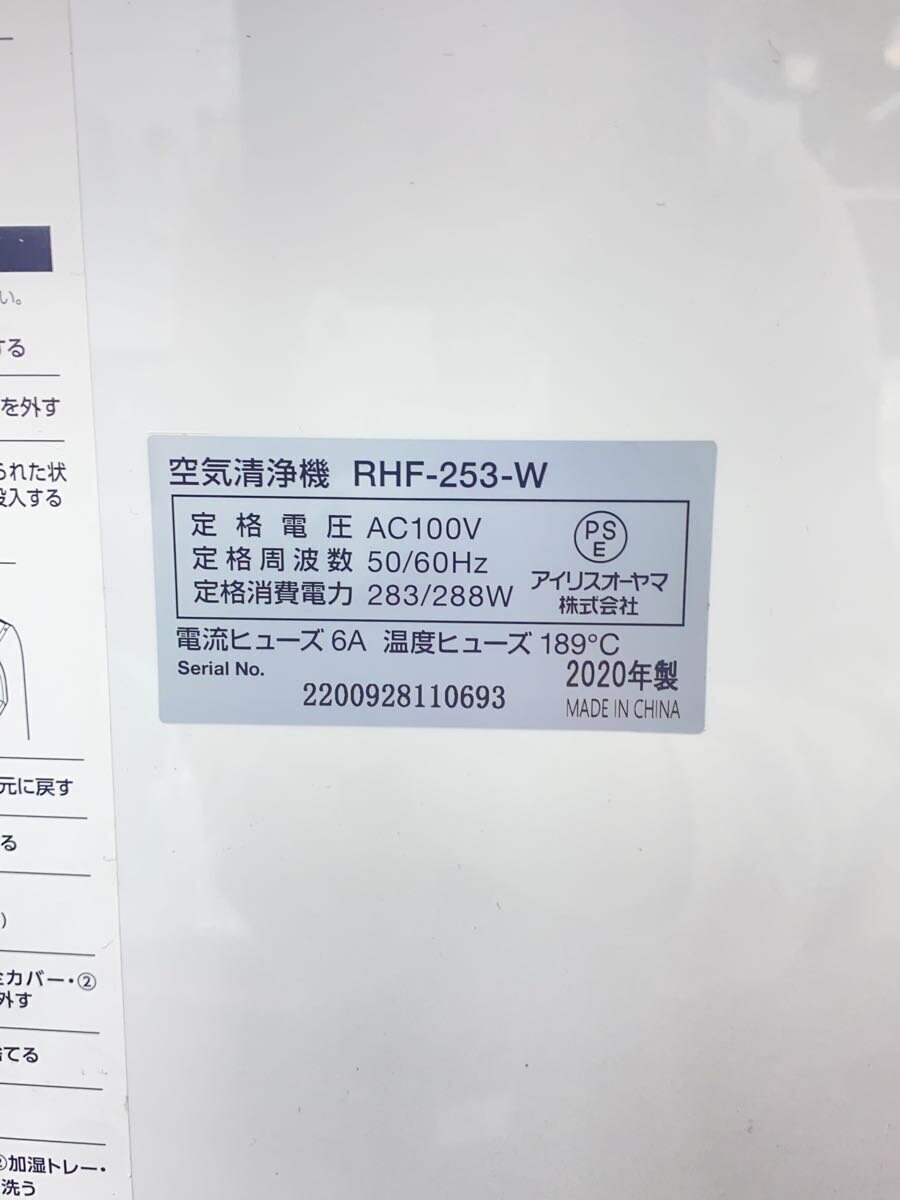 い。
する
を外す
られた状
投入する
元に戻す
る
)
カバー・②
外す
てる
加湿トレー・
洗う
空気清浄機 RHF-253-W
定格電圧 AC100V
定格周波数 50/60Hz
定格消費電力 283/288W
PS
E
アイリスオーヤマ
株式会社
電流ヒューズ 6A 温度ヒューズ 189°C
Serial No.
2200928110693
2020年製
MADE IN CHINA